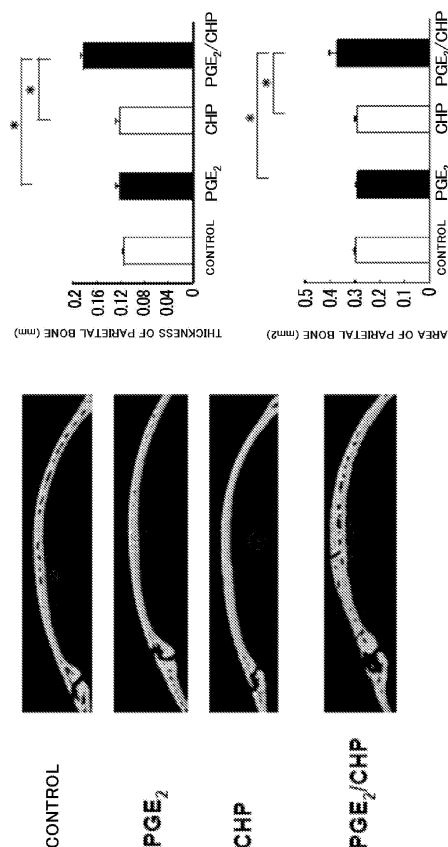 CONTROL
PGE₂
CHP
PGE₂/CHP
THICKNESS OF PARIETAL BONE (mm)
0.2
0.16
0.12
0.08
0.04
0
*
*
CONTROL
PGE₂
CHP
PGE₂/CHP
AREA OF PARIETAL BONE (mm2)
0.5
0.4
0.3
0.2
0.1
0
*
*
CONTROL
PGE₂
CHP
PGE₂/CHP